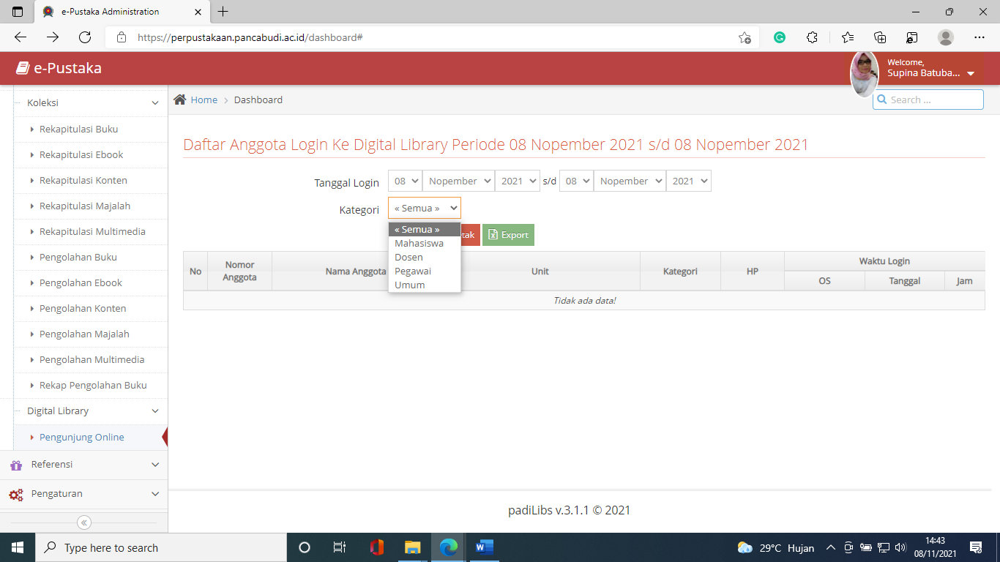 e-Pustaka Administration
https://perpustakaan.pancabudi.ac.id/dashboard#
e-Pustaka
Welcome,
Supina Batuba...
Koleksi
Rekapitulasi Buku
Rekapitulasi Ebook
Rekapitulasi Konten
Rekapitulasi Majalah
Rekapitulasi Multimedia
Pengolahan Buku
Pengolahan Ebook
Pengolahan Konten
Pengolahan Majalah
Pengolahan Multimedia
Rekap Pengolahan Buku
Digital Library
Pengunjung Online
Referensi
Pengaturan
Home > Dashboard
Search ...
Daftar Anggota Login Ke Digital Library Periode 08 Nopember 2021 s/d 08 Nopember 2021
Tanggal Login 08 Nopember 2021 s/d 08 Nopember 2021
Kategori « Semua »
« Semua »
Mahasiswa
Dosen
Pegawai
Umum
tak Export
No Nomor Anggota Nama Anggota Unit Kategori HP Waktu Login
OS Tanggal Jam
Tidak ada data!
padiLibs v.3.1.1 © 2021
Type here to search
29°C Hujan
14:43
08/11/2021